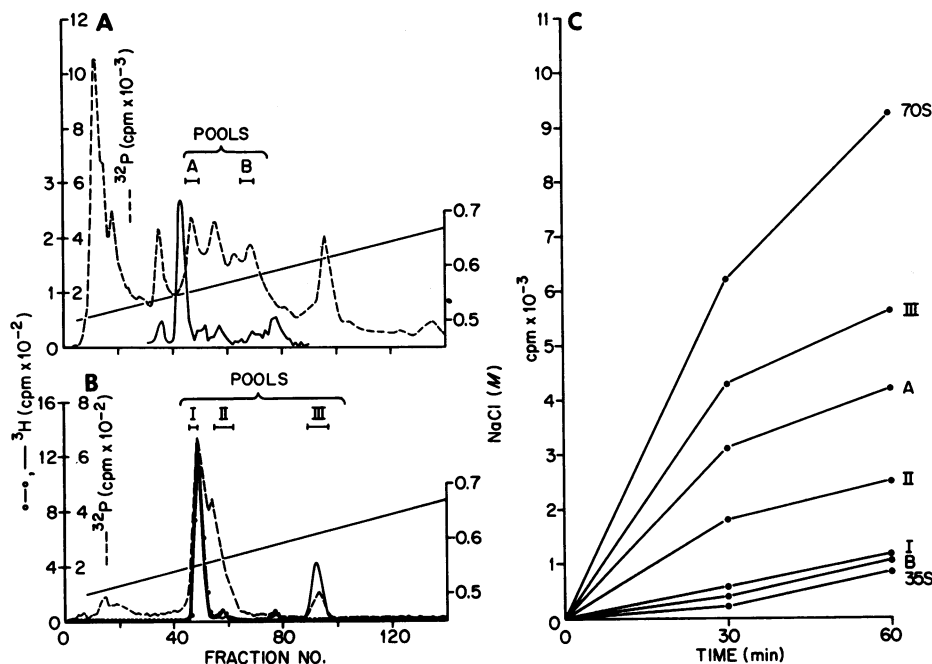 A
12
10
3
6
2
4
1
2
0
0
³²P (cpm x 10⁻³)
POOLS
A
B
0.7
0.6
0.5
B
16
8
12
6
8
4
4
2
0
0
³H (cpm x 10⁻²)
³²P (cpm x 10⁻²)
POOLS
I
II
III
0.7
0.6
0.5
NaCl (M)
0
40
80
120
FRACTION NO.
C
11
10
9
8
7
6
5
4
3
2
1
0
cpm x 10⁻³
70S
III
A
II
I
B
35S
0
30
60
TIME (min)